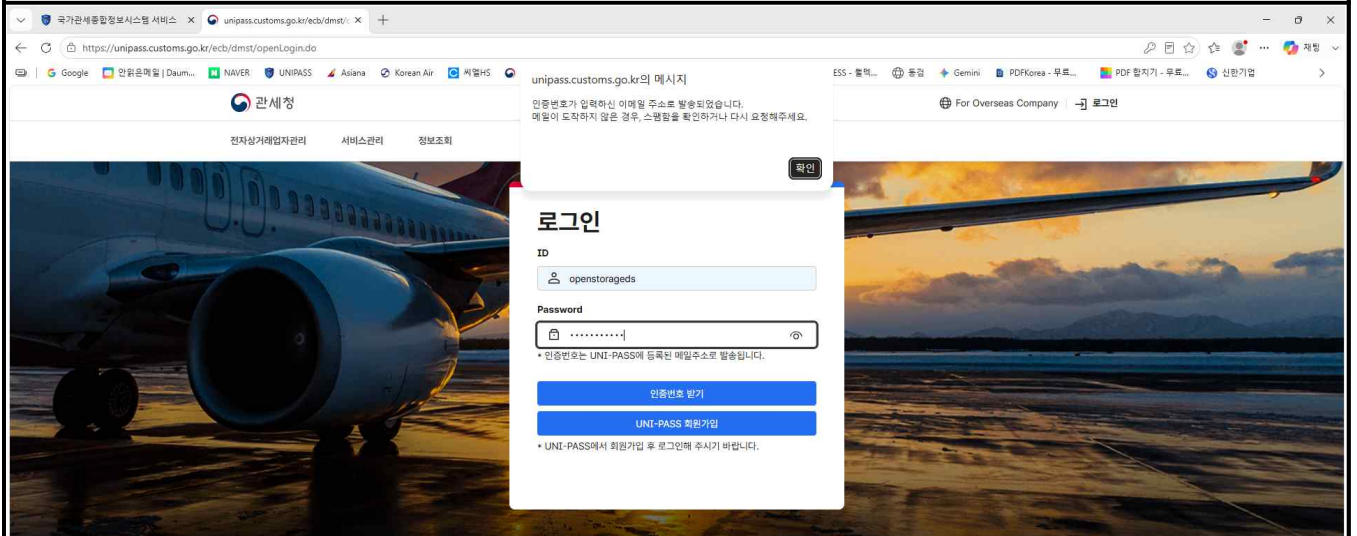 국가관세종합정보시스템 서비스
unipass.customs.go.kr/ecb/dmst/
https://unipass.customs.go.kr/ecb/dmst/openLogin.do
채팅
Google
안읽은메일 | Daum...
NAVER
UNIPASS
Asiana
Korean Air
씨엘HS
동검
Gemini
PDFKorea - 무료...
PDF 합치기 - 무료...
신한기업
unipass.customs.go.kr의 메시지
인증번호가 입력하신 이메일 주소로 발송되었습니다.
메일이 도착하지 않은 경우, 스팸함을 확인하거나 다시 요청해주세요.
확인
관세청
For Overseas Company
로그인
전자상거래업자관리
서비스관리
정보조회
로그인
ID
openstorageds
Password
* 인증번호는 UNI-PASS에 등록된 메일주소로 발송됩니다.
인증번호 받기
UNI-PASS 회원가입
* UNI-PASS에서 회원가입 후 로그인해 주시기 바랍니다.